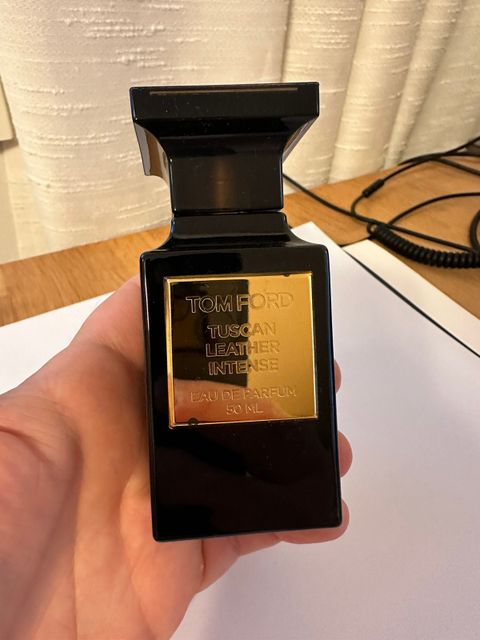 TOM FORD
TUSCAN
LEATHER
INTENSE
EAU DE PARFUM
50 ML